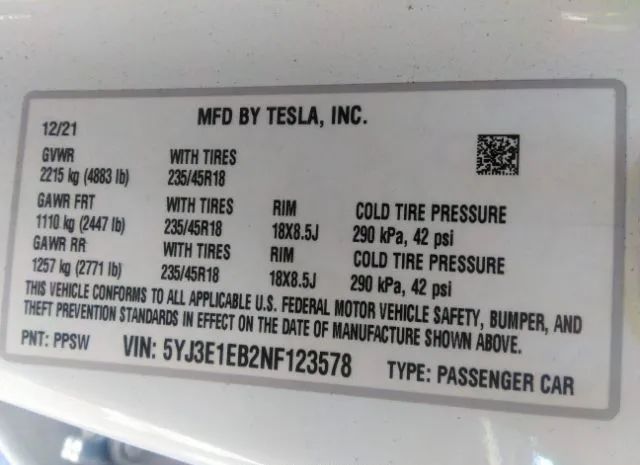 MFD BY TESLA, INC.
12/21
GVWR WITH TIRES
2215 kg (4883 lb) 235/45R18
GAWR FRT WITH TIRES RIM COLD TIRE PRESSURE
1110 kg (2447 lb) 235/45R18 18X8.5J 290 kPa, 42 psi
GAWR RR WITH TIRES RIM COLD TIRE PRESSURE
1257 kg (2771 lb) 235/45R18 18X8.5J 290 kPa, 42 psi
THIS VEHICLE CONFORMS TO ALL APPLICABLE U.S. FEDERAL MOTOR VEHICLE SAFETY, BUMPER, AND
THEFT PREVENTION STANDARDS IN EFFECT ON THE DATE OF MANUFACTURE SHOWN ABOVE.
PNT: PPSW VIN: 5YJ3E1EB2NF123578 TYPE: PASSENGER CAR